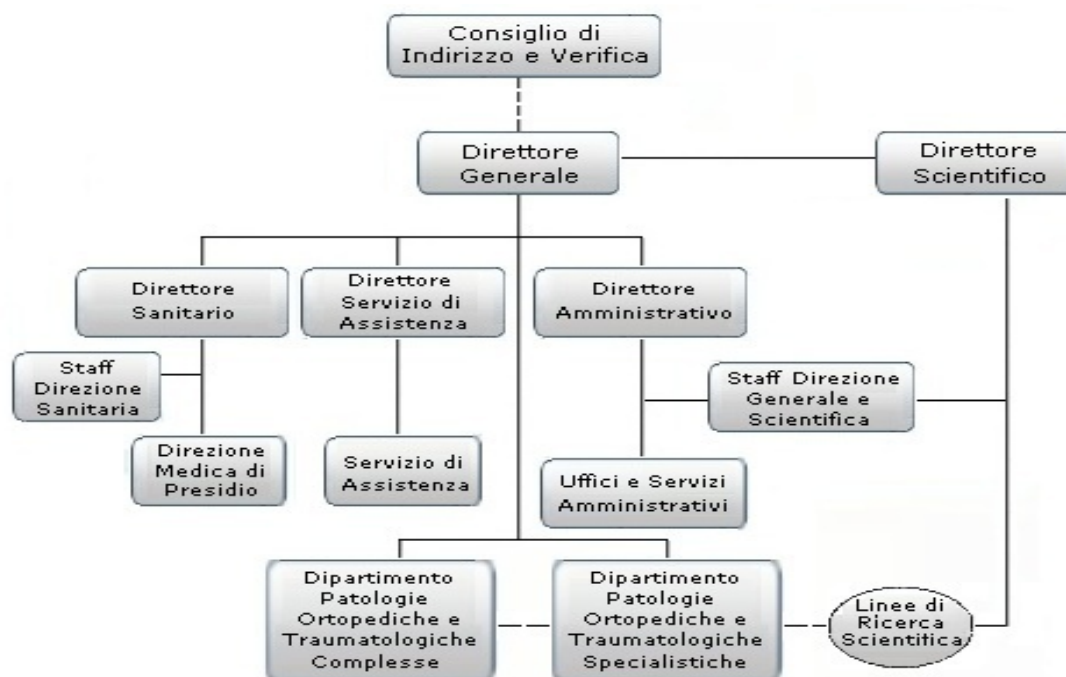 Consiglio di
Indirizzo e Verifica
Direttore
Generale
Direttore
Scientifico
Direttore
Sanitario
Direttore
Servizio di
Assistenza
Direttore
Amministrativo
Staff
Direzione
Sanitaria
Staff Direzione
Generale e
Scientifica
Direzione
Medica di
Presidio
Servizio di
Assistenza
Uffici e Servizi
Amministrativi
Dipartimento
Patologie
Ortopediche e
Traumatologiche
Complesse
Dipartimento
Patologie
Ortopediche e
Traumatologiche
Specialistiche
Linee di
Ricerca
Scientifica